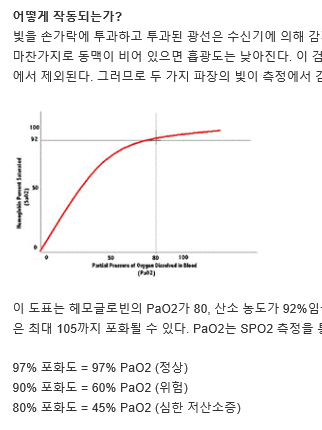 어떻게 작동되는가?
빛을 손가락에 투과하고 투과된 광선은 수신기에 의해 감
마찬가지로 동맥이 비어 있으면 흡광도는 낮아진다. 이 검
에서 제외된다. 그러므로 두 가지 파장의 빛이 측정에서 감
100
92
50
0
Hemoglobin Percent Saturated
(SaO2)
0 50 80 100
Partial Pressure of Oxygen Dissolved in Blood
(PaO2)
이 도표는 헤모글로빈의 PaO2가 80, 산소 농도가 92%임
은 최대 105까지 포화될 수 있다. PaO2는 SPO2 측정을 통
97% 포화도 = 97% PaO2 (정상)
90% 포화도 = 60% PaO2 (위험)
80% 포화도 = 45% PaO2 (심한 저산소증)